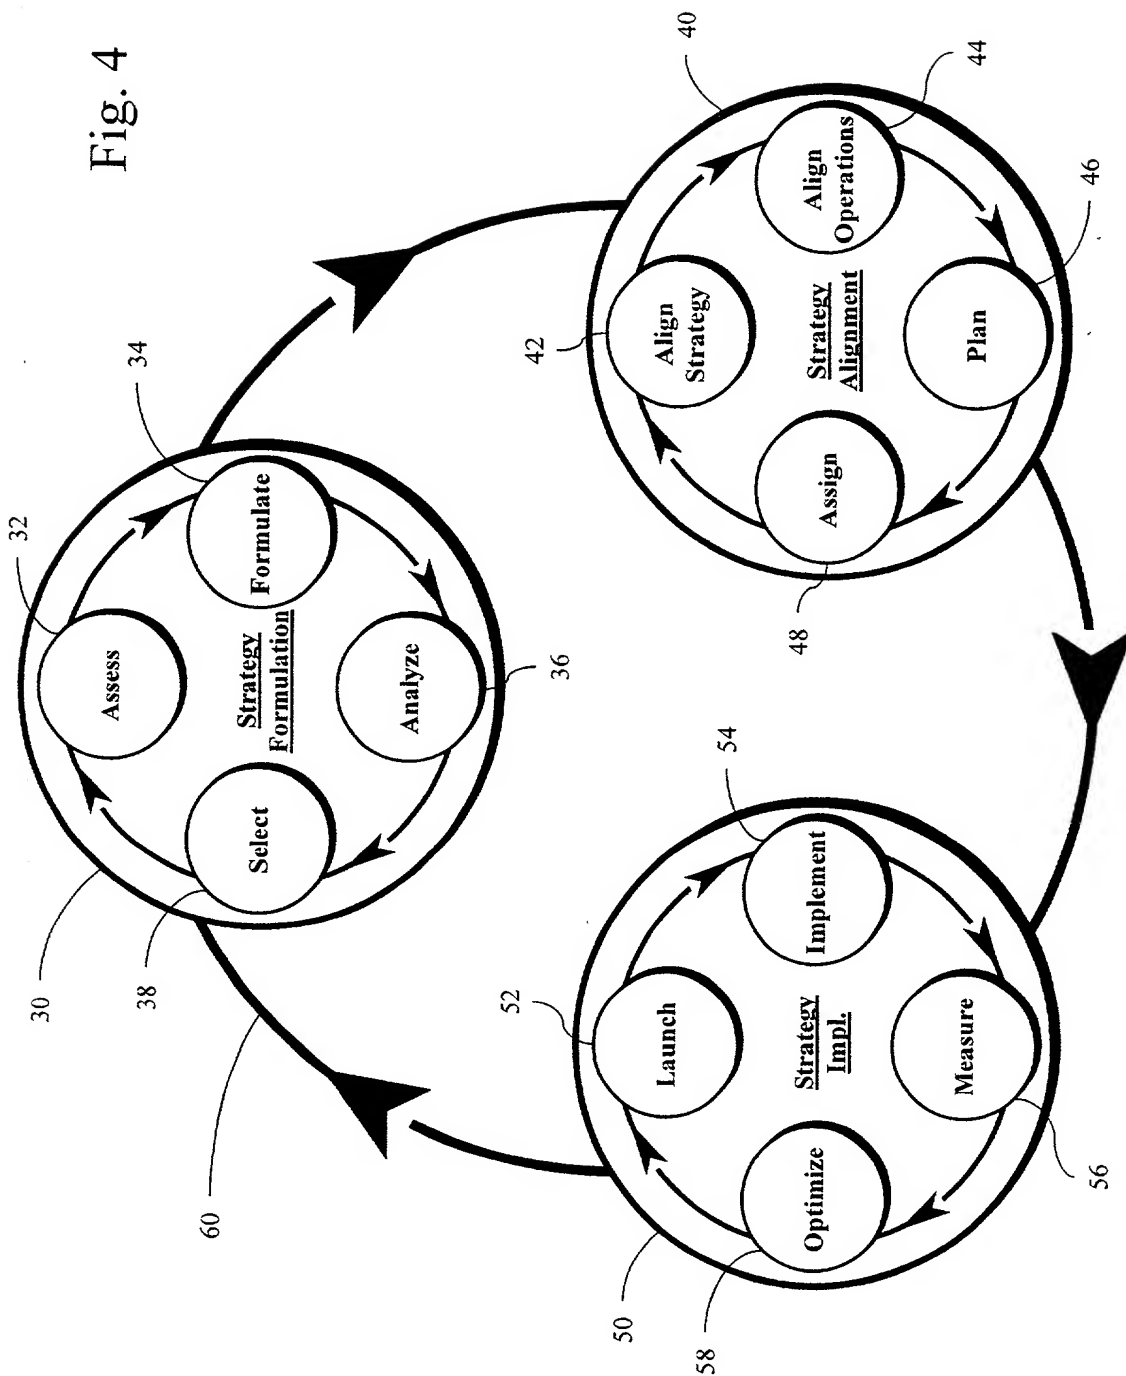 Fig. 4
30
32
34
Assess
Formulate
Strategy
Formulation
Select
Analyze
38
36
40
42
Align
Strategy
44
Align
Operations
Strategy
Alignment
Assign
Plan
48
46
50
52
Launch
54
Implement
Strategy
Impl.
Optimize
Measure
58
56
60